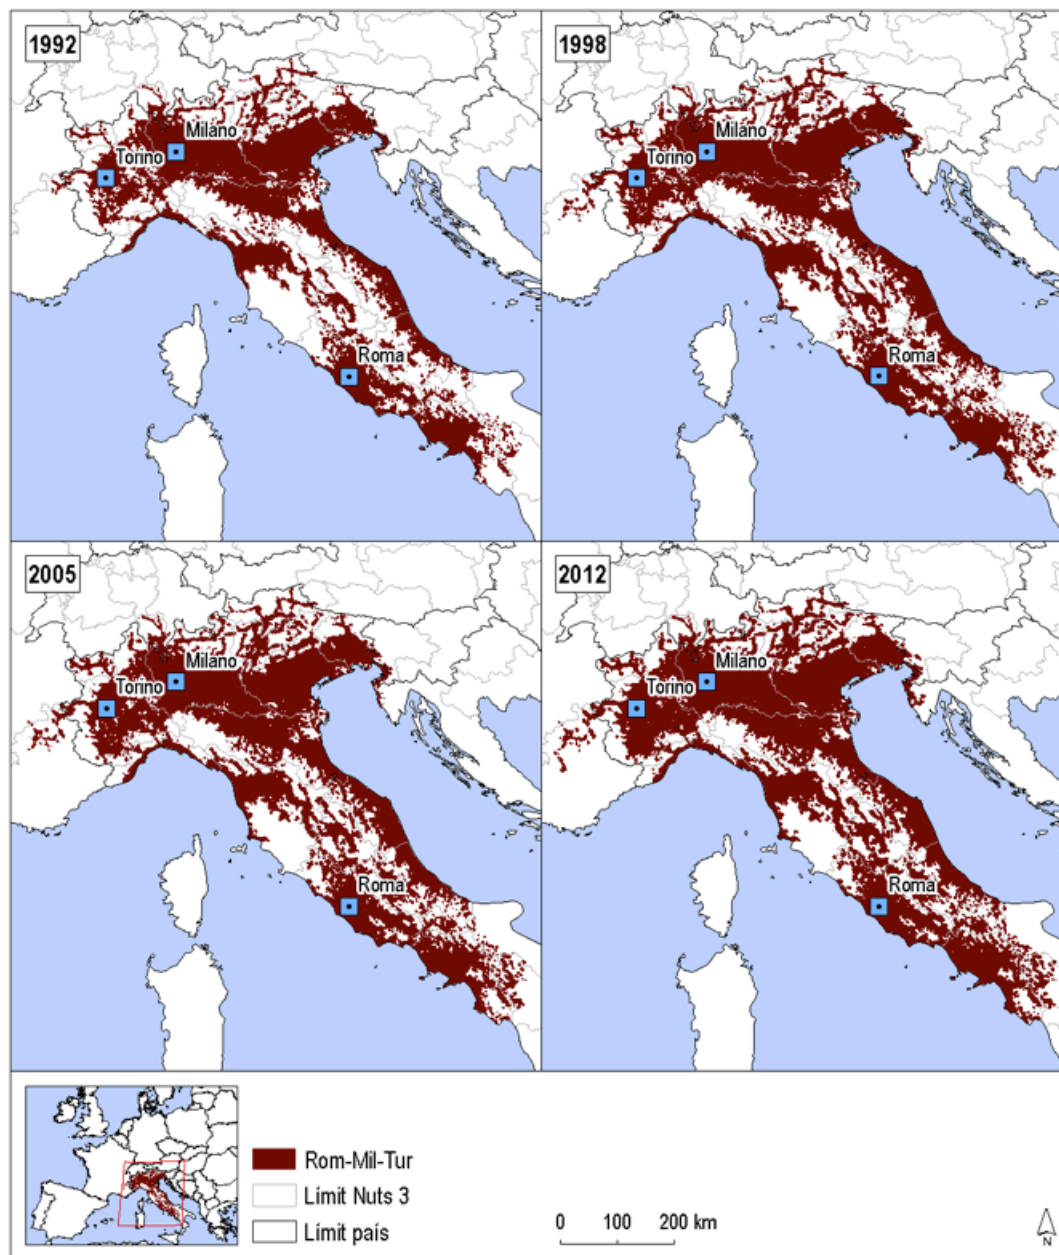 1992
Milano
Torino
Roma
1998
Milano
Torino
Roma
2005
Milano
Torino
Roma
2012
Milano
Torino
Roma
Rom-Mil-Tur
Límit Nuts 3
Límit país
0 100 200 km
N